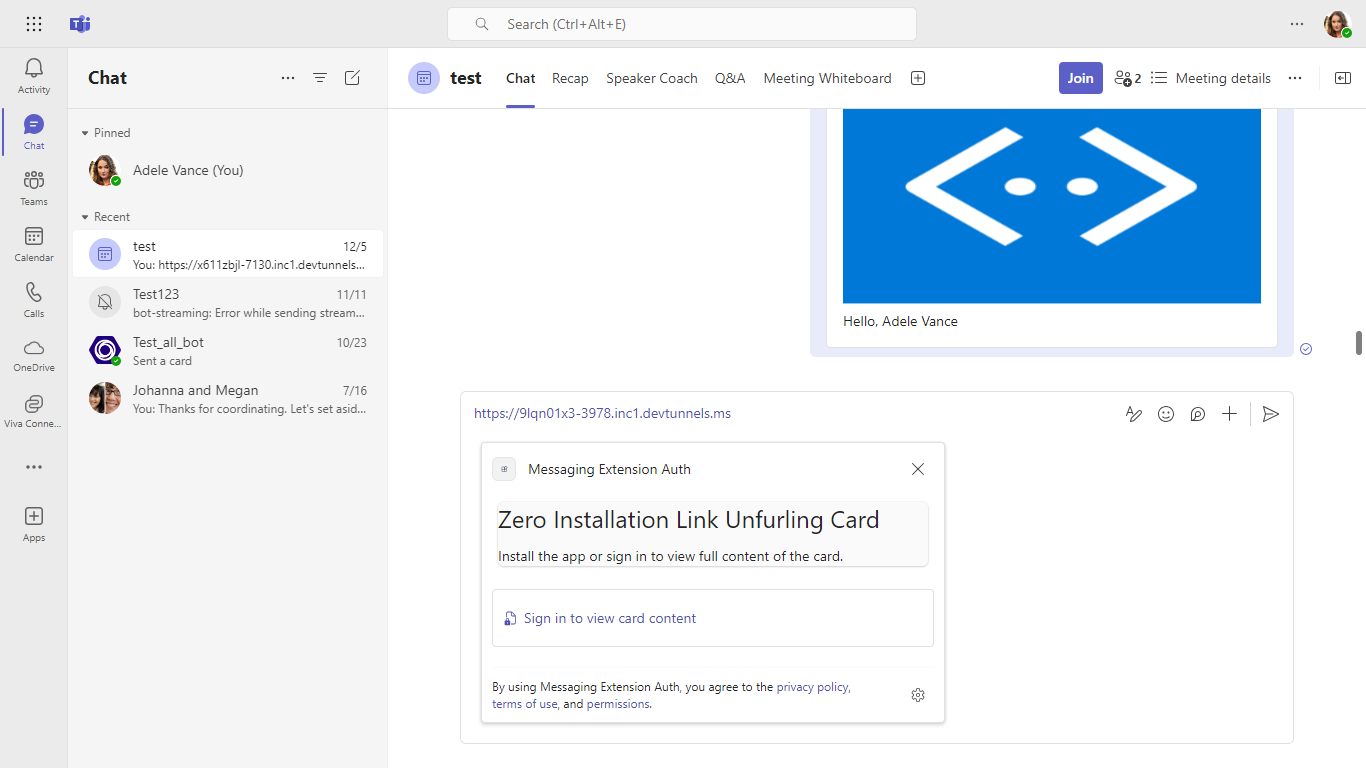 Search (Ctrl+Alt+E)
Activity
Chat
Teams
Calendar
Calls
OneDrive
Viva Conne...
Apps
Chat
Pinned
Adele Vance (You)
Recent
test 12/5
You: https://x611zbjl-7130.inc1.devtunnels...
Test123 11/11
bot-streaming: Error while sending stream...
Test_all_bot 10/23
Sent a card
Johanna and Megan 7/16
You: Thanks for coordinating. Let's set asid...
test Chat Recap Speaker Coach Q&A Meeting Whiteboard Join 2 Meeting details
Hello, Adele Vance
https://9lqn01x3-3978.inc1.devtunnels.ms
Messaging Extension Auth
Zero Installation Link Unfurling Card
Install the app or sign in to view full content of the card.
Sign in to view card content
By using Messaging Extension Auth, you agree to the privacy policy,
terms of use, and permissions.